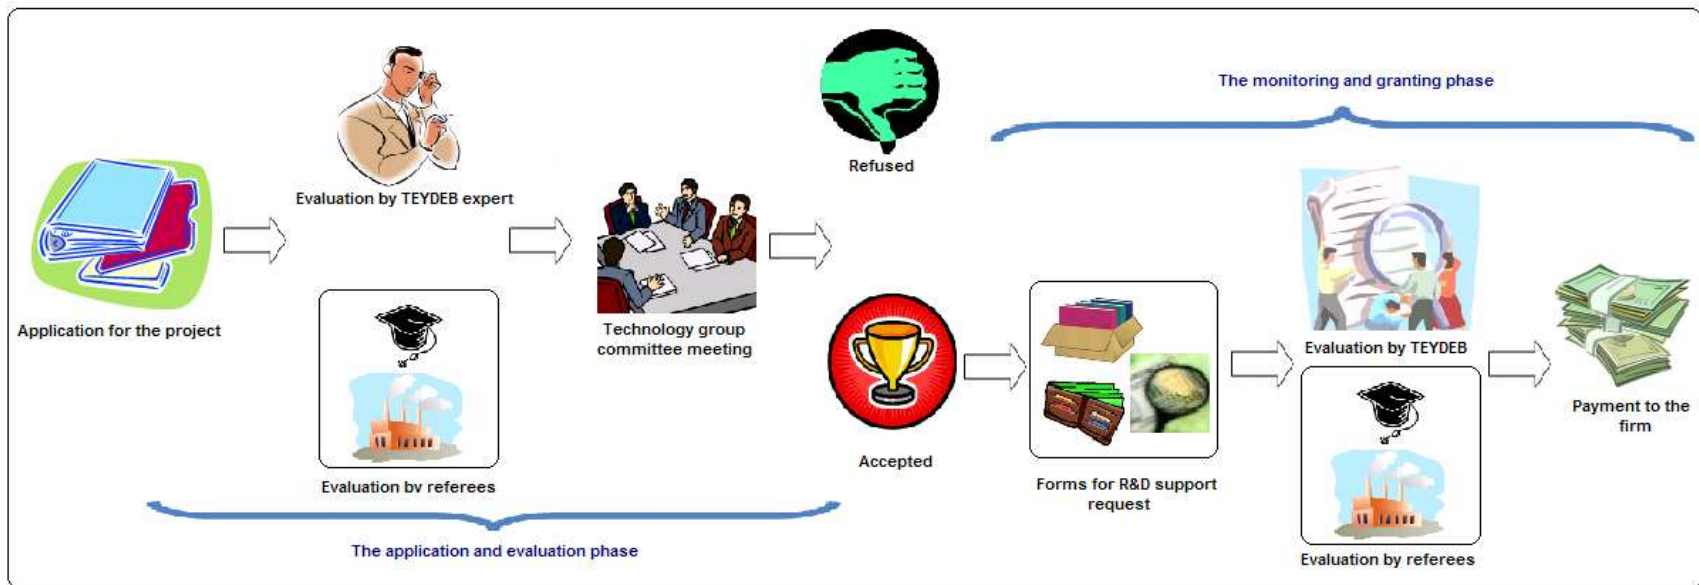 The monitoring and granting phase
Refused
Evaluation by TEYDEB expert
Application for the project
Technology group
committee meeting
Evaluation by TEYDEB
Payment to the
firm
Accepted
Evaluation by referees
Forms for R&D support
request
The application and evaluation phase
Evaluation by referees